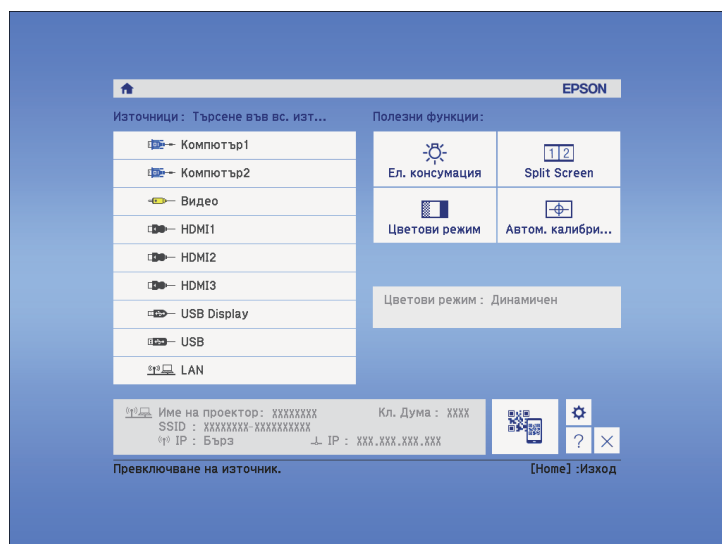 EPSON
Източници: Търсене във вс. изт...
Полезни функции:
Компютър1
Компютър2
Видео
HDMI1
HDMI2
HDMI3
USB Display
USB
LAN
Ел. консумация
1 2
Split Screen
Цветови режим
Автом. калибри...
Цветови режим : Динамичен
Име на проектор: XXXXXXXX Кл. Дума : XXXX
SSID : XXXXXXXX-XXXXXXXXXX
IP : Бърз IP : XXX.XXX.XXX.XXX
?
Превключване на източник. [Home] :Изход